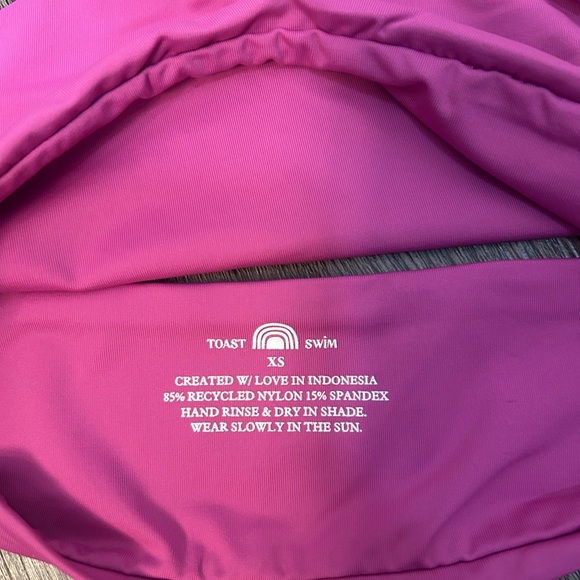 TOAST SWIM
XS
CREATED W/ LOVE IN INDONESIA
85% RECYCLED NYLON 15% SPANDEX
HAND RINSE & DRY IN SHADE.
WEAR SLOWLY IN THE SUN.